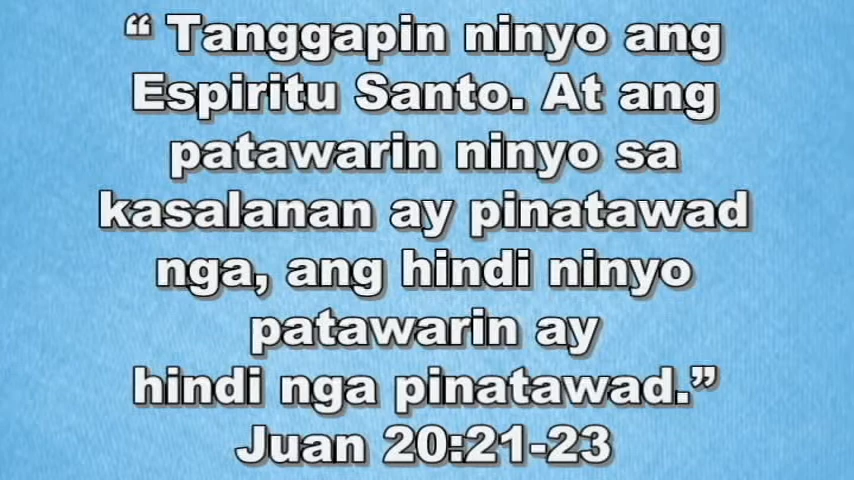 “ Tanggapin ninyo ang
Espiritu Santo. At ang
patawarin ninyo sa
kasalanan ay pinatawad
nga, ang hindi ninyo
patawarin ay
hindi nga pinatawad.”
Juan 20:21-23